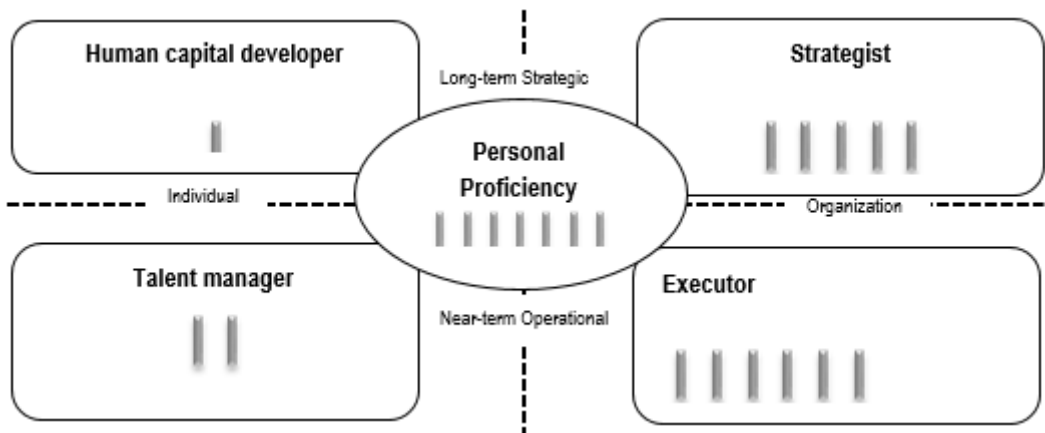 Human capital developer
Strategist
Long-term Strategic
Personal
Proficiency
Individual
Organization
Talent manager
Executor
Near-term Operational